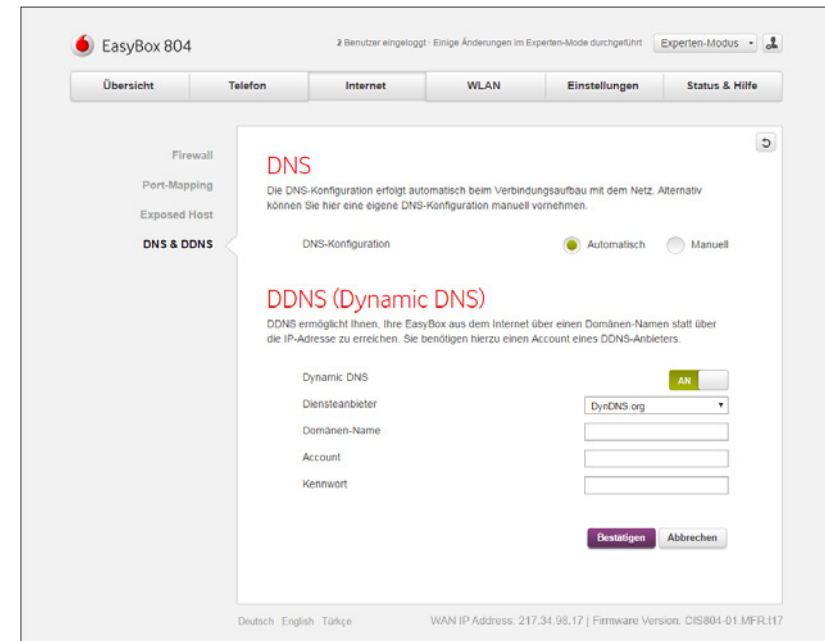 EasyBox 804
2 Benutzer eingeloggt · Einige Änderungen im Experten-Mode durchgeführt
Experten-Modus
Übersicht Telefon Internet WLAN Einstellungen Status & Hilfe
Firewall
Port-Mapping
Exposed Host
DNS & DDNS
DNS
Die DNS-Konfiguration erfolgt automatisch beim Verbindungsaufbau mit dem Netz. Alternativ
können Sie hier eine eigene DNS-Konfiguration manuell vornehmen.
DNS-Konfiguration Automatisch Manuell
DDNS (Dynamic DNS)
DDNS ermöglicht Ihnen, Ihre EasyBox aus dem Internet über einen Domänen-Namen statt über
die IP-Adresse zu erreichen. Sie benötigen hierzu einen Account eines DDNS-Anbieters.
Dynamic DNS AN
Diensteanbieter DynDNS.org
Domänen-Name
Account
Kennwort
Bestätigen Abbrechen
Deutsch English Türkçe WAN IP Address: 217.34.98.17 | Firmware Version: CIS804-01.MFR:t17